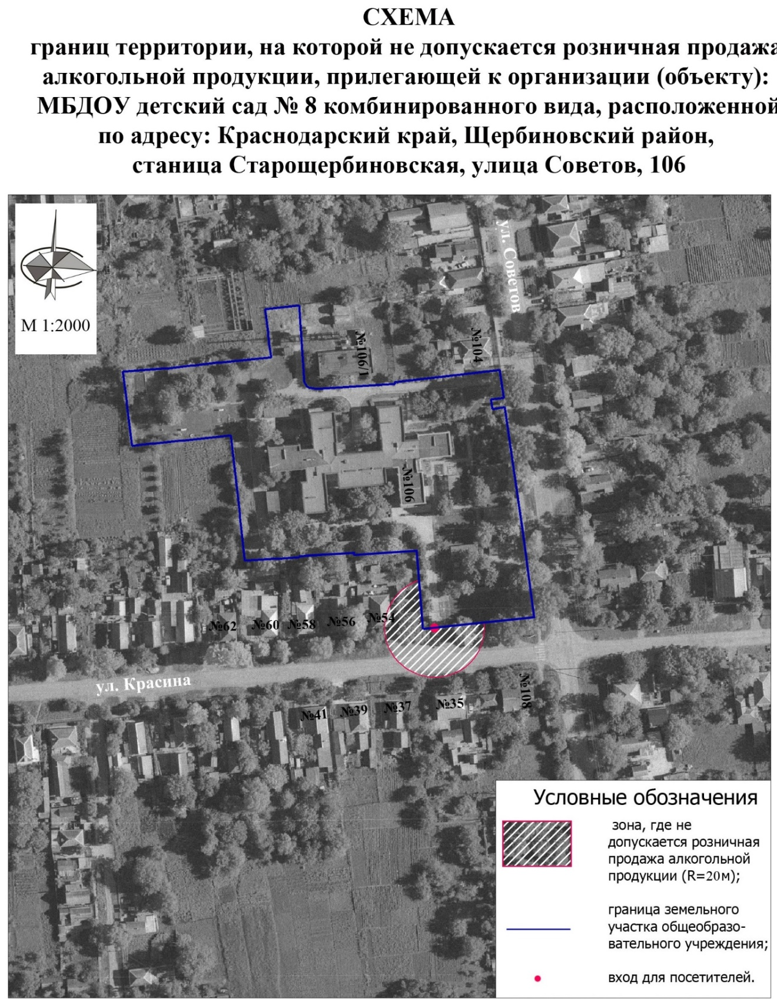 СХЕМА
границ территории, на которой не допускается розничная продажа
алкогольной продукции, прилегающей к организации (объекту):
МБДОУ детский сад № 8 комбинированного вида, расположенной
по адресу: Краснодарский край, Щербиновский район,
станица Старощербиновская, улица Советов, 106
М 1:2000
ул. Советов
№106/1
№104
№106
№62
№60
№58
№56
№54
ул. Красина
№41
№39
№37
№35
№108
Условные обозначения
зона, где не
допускается розничная
продажа алкогольной
продукции (R=20м);
граница земельного
участка общеобразо-
вательного учреждения;
вход для посетителей.